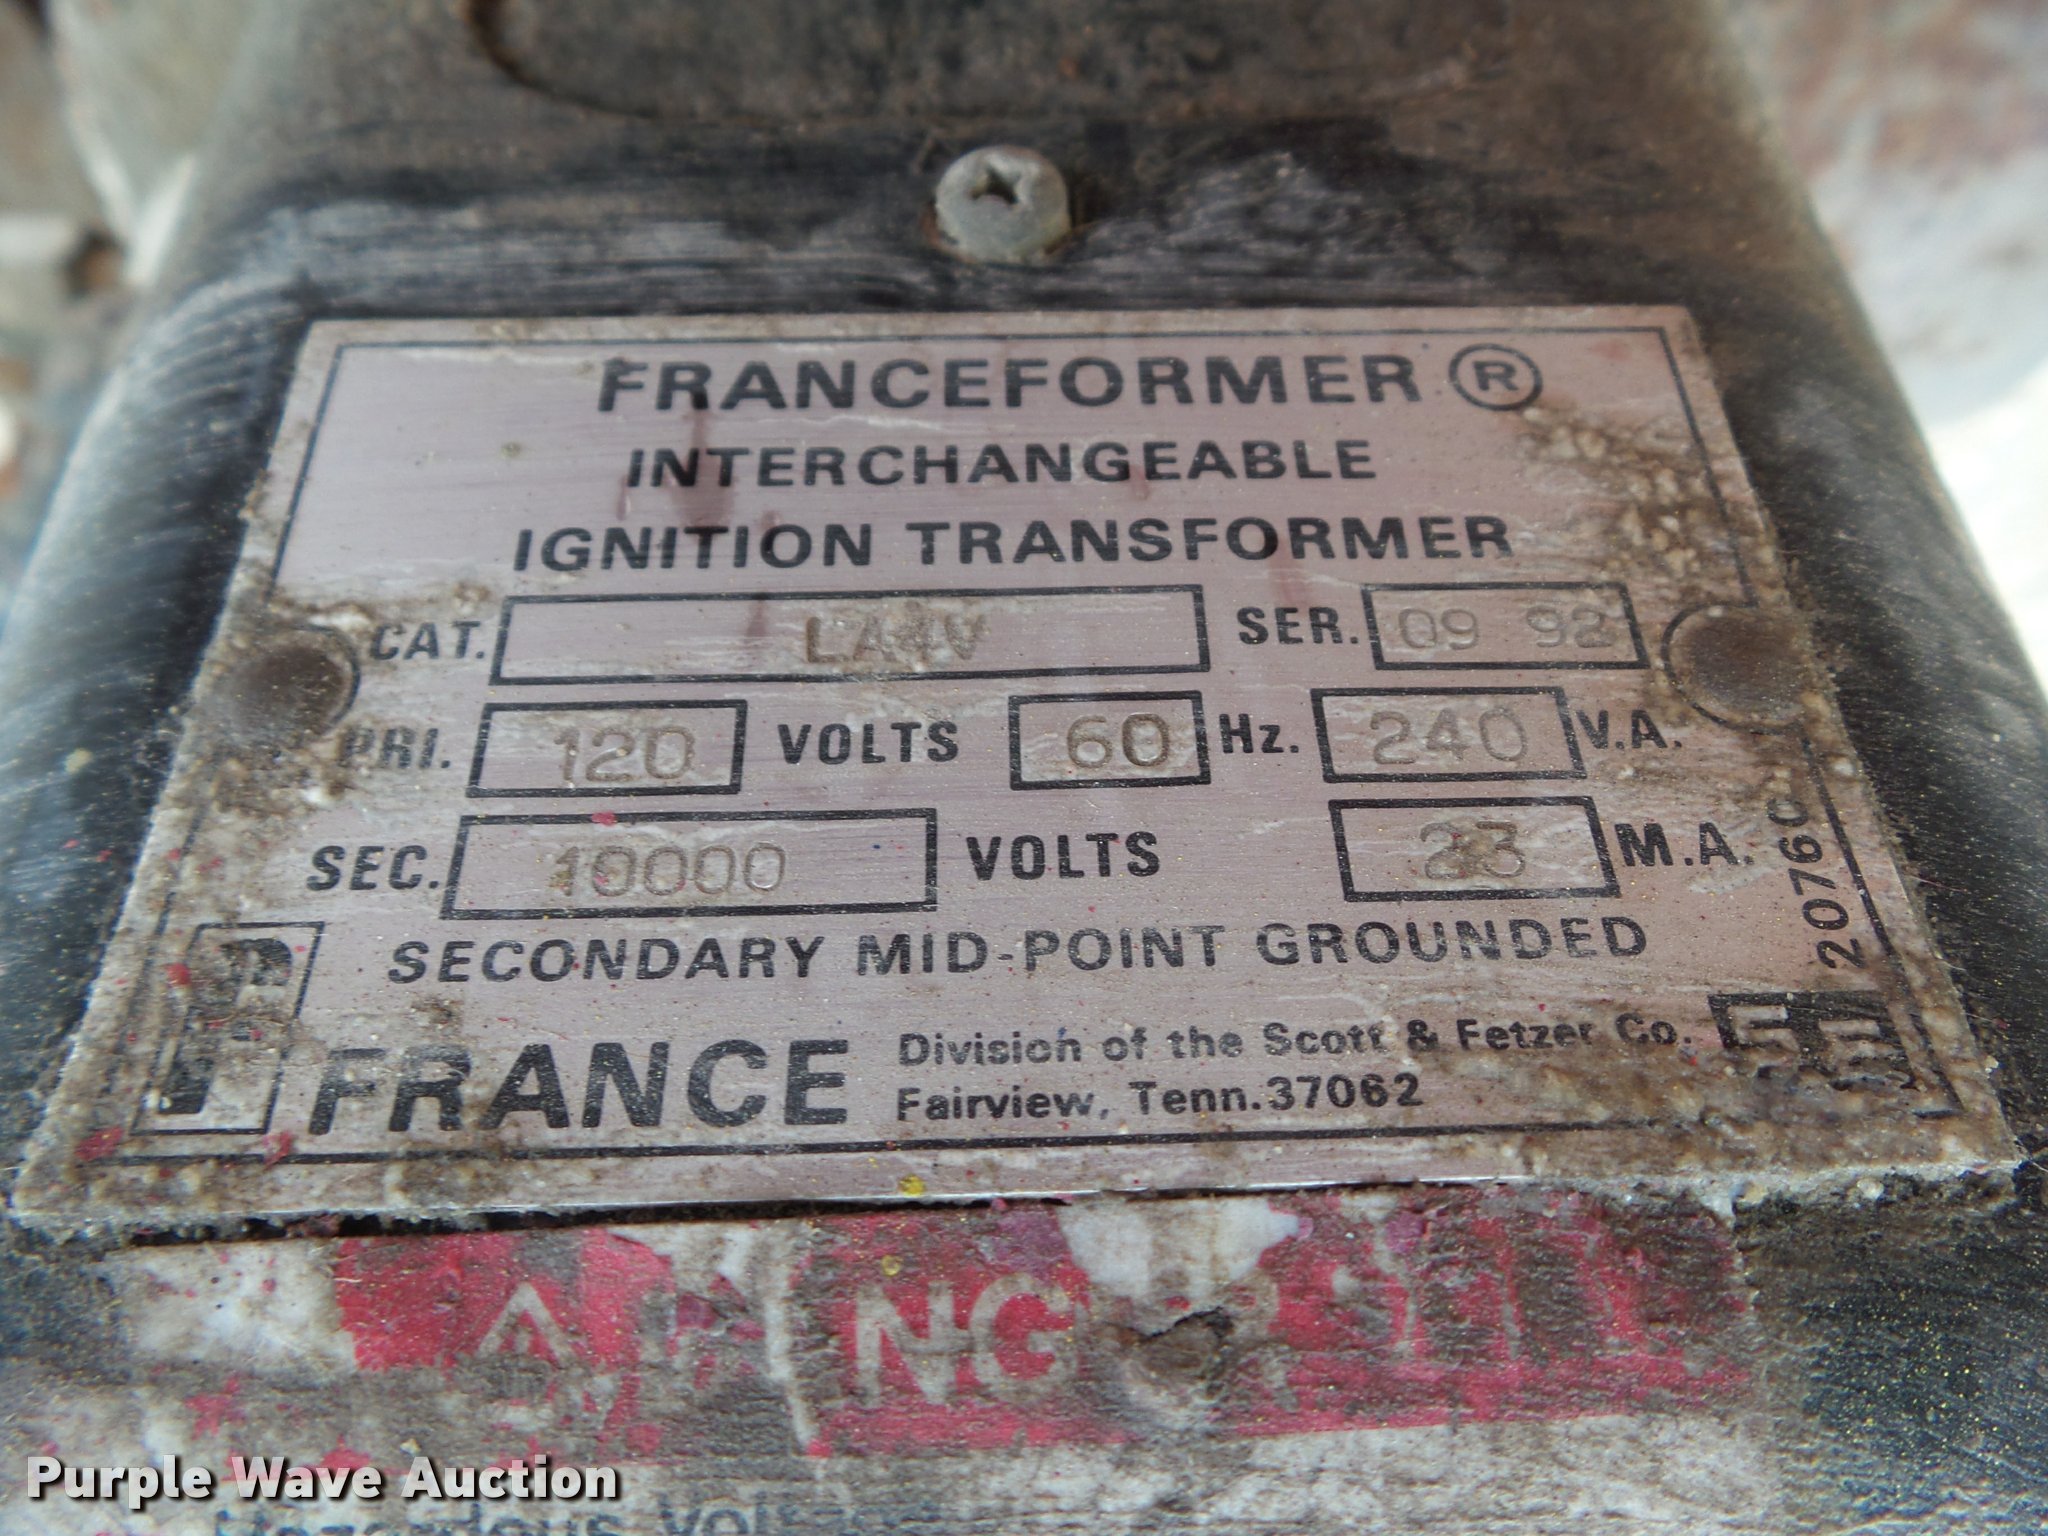 FRANCEFORMER ®
INTERCHANGEABLE
IGNITION TRANSFORMER
CAT. LA4V SER. 09 92
PRI. 120 VOLTS 60 Hz. 240 V.A.
SEC. 10000 VOLTS 23 M.A.
SECONDARY MID-POINT GROUNDED
FRANCE
Division of the Scott & Fetzer Co.
Fairview, Tenn. 37062
Purple Wave Auction